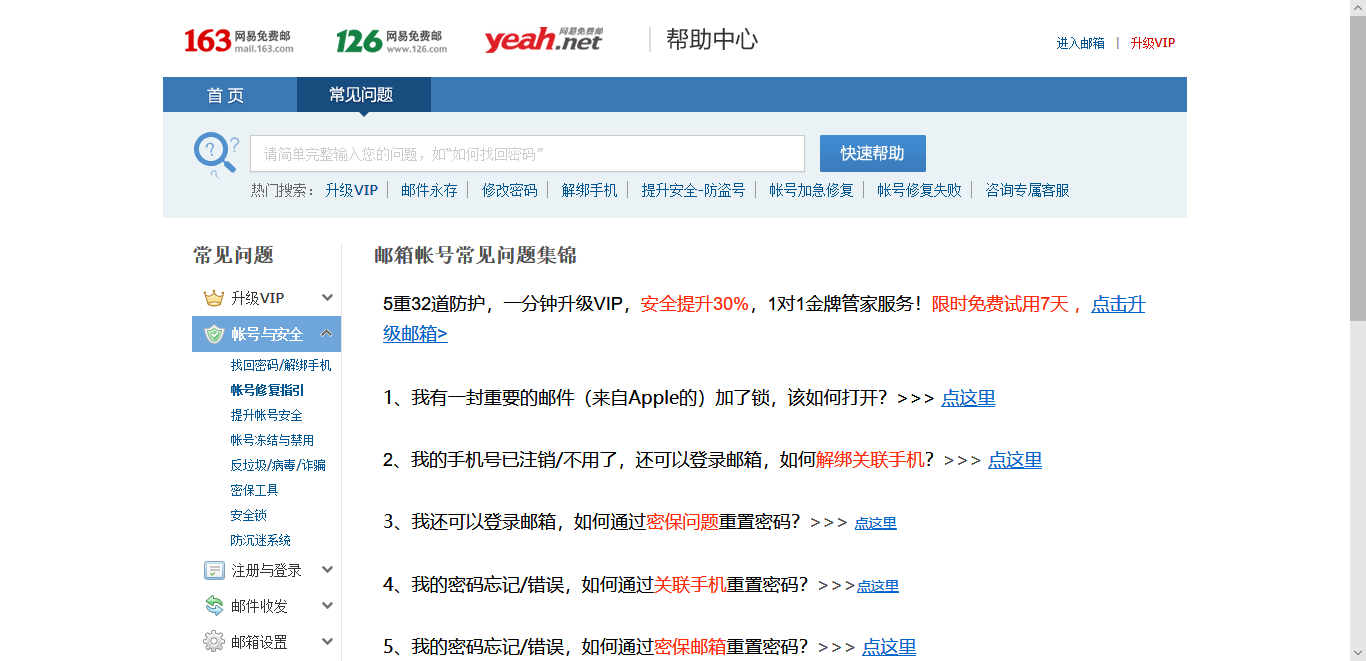 163 网易免费邮 mail.163.com 126 网易免费邮 www.126.com yeah.net 网易免费邮 帮助中心 进入邮箱 | 升级VIP
首 页 常见问题
请简单完整输入您的问题，如“如何找回密码” 快速帮助
热门搜索： 升级VIP 邮件永存 修改密码 解绑手机 提升安全-防盗号 帐号加急修复 帐号修复失败 咨询专属客服
常见问题
升级VIP
帐号与安全
找回密码/解绑手机
帐号修复指引
提升帐号安全
帐号冻结与禁用
反垃圾/病毒/诈骗
密保工具
安全锁
防沉迷系统
注册与登录
邮件收发
邮箱设置
邮箱帐号常见问题集锦
5重32道防护，一分钟升级VIP，安全提升30%，1对1金牌管家服务！限时免费试用7天 ，点击升
级邮箱>
1、我有一封重要的邮件（来自Apple的）加了锁，该如何打开？>>> 点这里
2、我的手机号已注销/不用了，还可以登录邮箱，如何解绑关联手机？>>> 点这里
3、我还可以登录邮箱，如何通过密保问题重置密码？>>> 点这里
4、我的密码忘记/错误，如何通过关联手机重置密码？>>>点这里
5、我的密码忘记/错误，如何通过密保邮箱重置密码？>>> 点这里